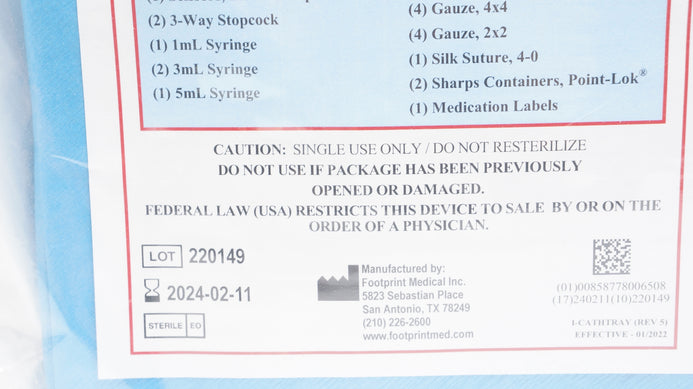 (2) 3-Way Stopcock
(1) 1mL Syringe
(2) 3mL Syringe
(1) 5mL Syringe
(4) Gauze, 4x4
(4) Gauze, 2x2
(1) Silk Suture, 4-0
(2) Sharps Containers, Point-Lok®
(1) Medication Labels
CAUTION: SINGLE USE ONLY / DO NOT RESTERILIZE
DO NOT USE IF PACKAGE HAS BEEN PREVIOUSLY
OPENED OR DAMAGED.
FEDERAL LAW (USA) RESTRICTS THIS DEVICE TO SALE BY OR ON THE
ORDER OF A PHYSICIAN.
LOT 220149
2024-02-11
STERILE EO
Manufactured by:
Footprint Medical Inc.
5823 Sebastian Place
San Antonio, TX 78249
(210) 226-2600
www.footprintmed.com
(01)00858778006508
(17)240211(10)220149
I-CATHTRAY (REV 5)
EFFECTIVE - 01/2022